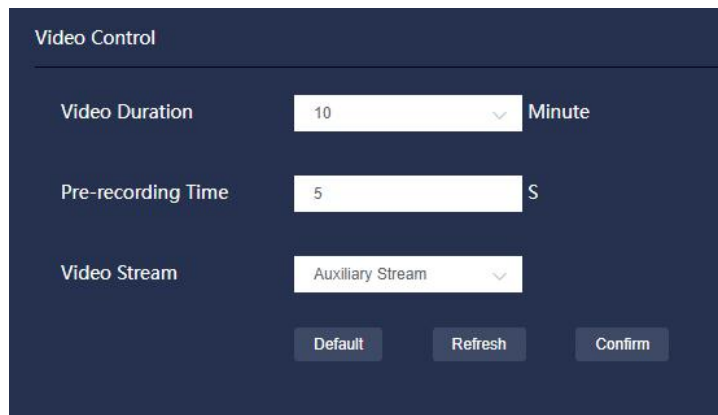 Video Control
Video Duration 10 Minute
Pre-recording Time 5 S
Video Stream Auxiliary Stream
Default Refresh Confirm